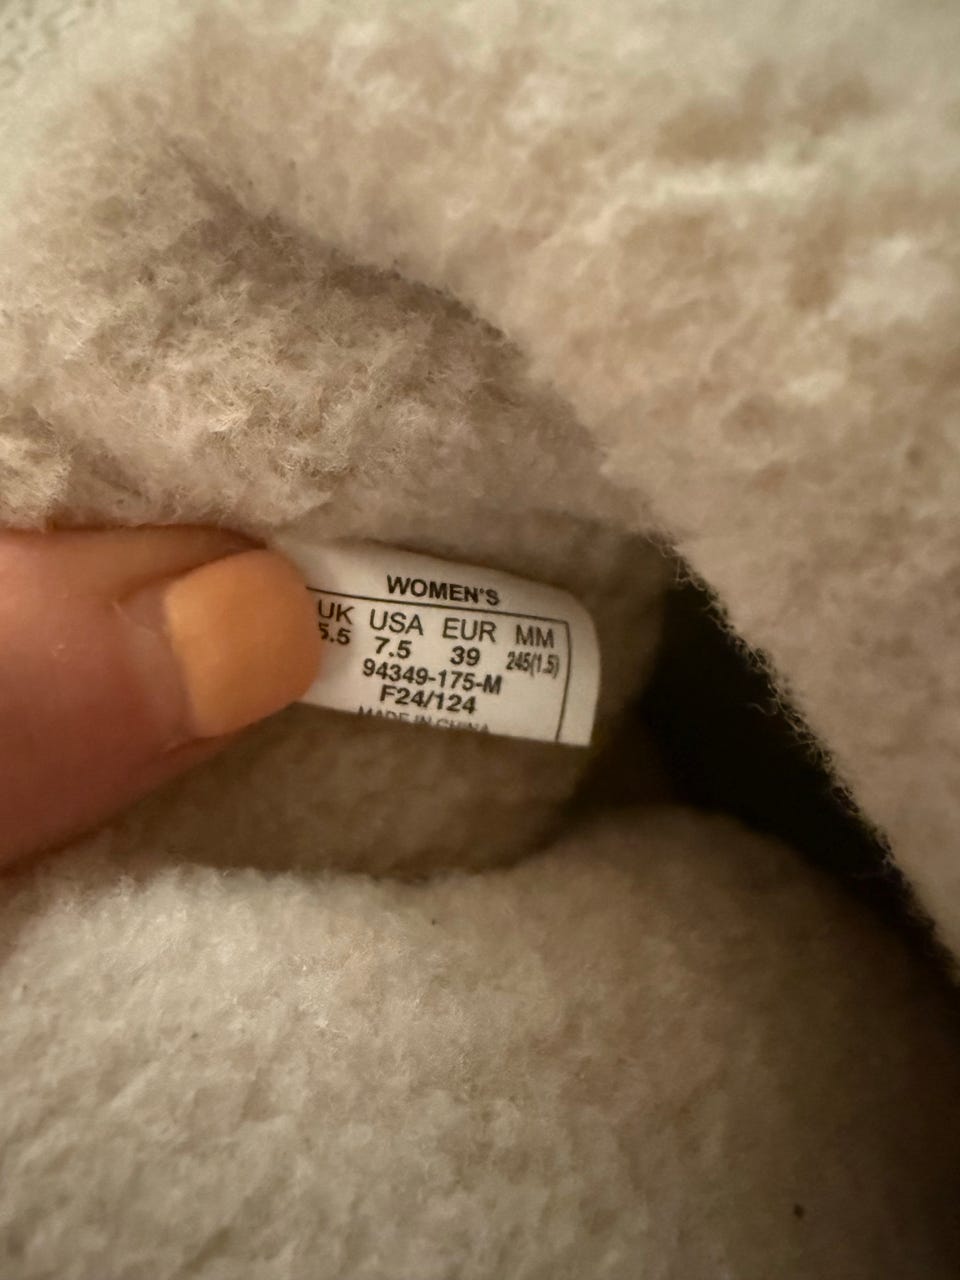 WOMEN'S
UK USA EUR MM
5.5 7.5 39 245(1.5)
94349-175-M
F24/124
MADE IN CHINA